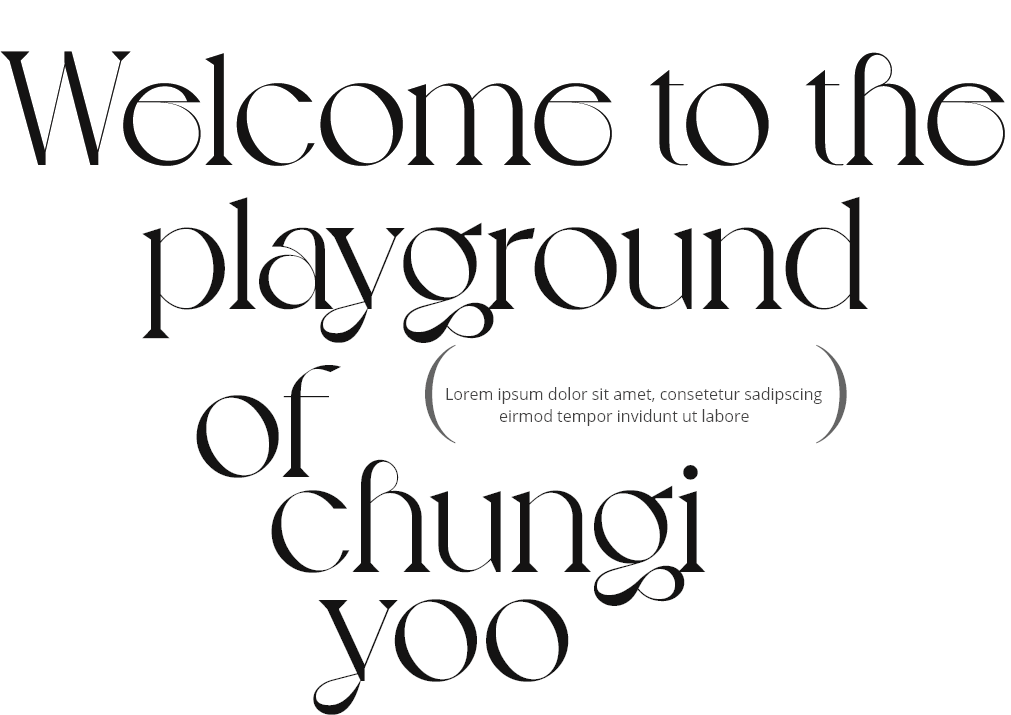 Welcome to the
playground
of
(Lorem ipsum dolor sit amet, consetetur sadipscing
eirmod tempor invidunt ut labore)
chungi
yoo